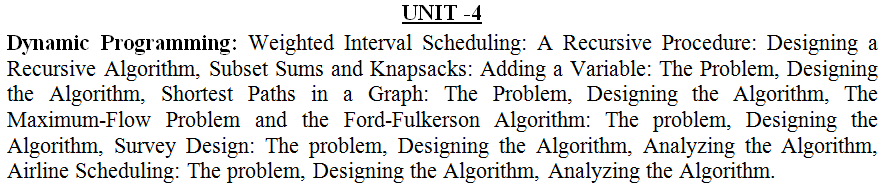 UNIT -4
Dynamic Programming: Weighted Interval Scheduling: A Recursive Procedure: Designing a
Recursive Algorithm, Subset Sums and Knapsacks: Adding a Variable: The Problem, Designing
the Algorithm, Shortest Paths in a Graph: The Problem, Designing the Algorithm, The
Maximum-Flow Problem and the Ford-Fulkerson Algorithm: The problem, Designing the
Algorithm, Survey Design: The problem, Designing the Algorithm, Analyzing the Algorithm,
Airline Scheduling: The problem, Designing the Algorithm, Analyzing the Algorithm.